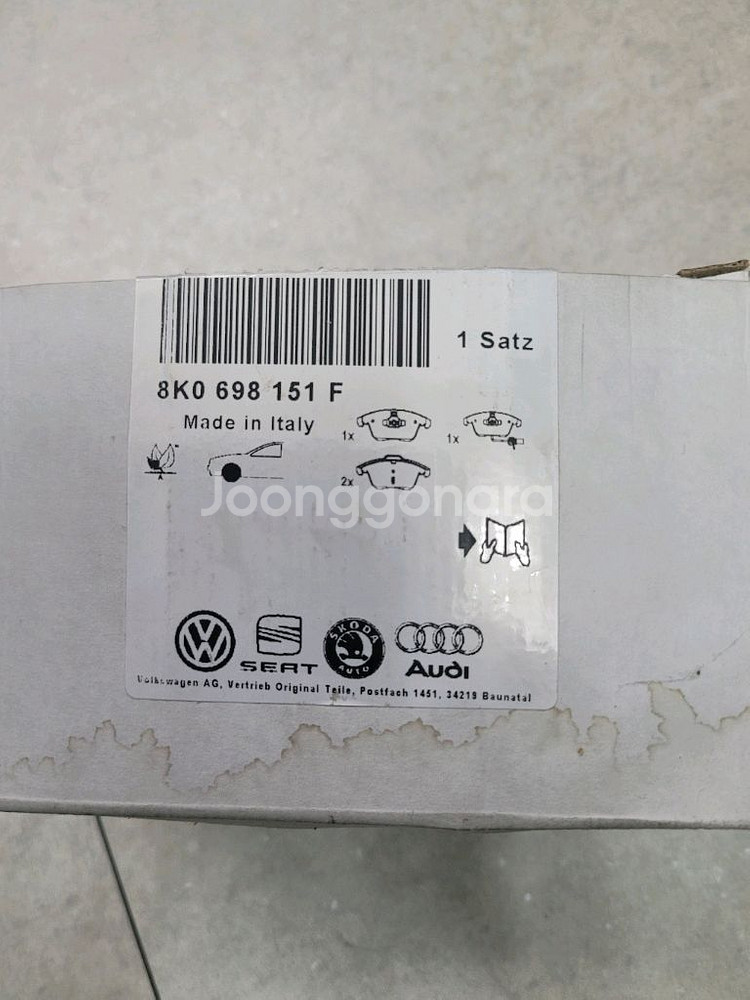 1 Satz
8K0 698 151 F
Made in Italy
1x
1x
2x
Joonggonara
SEAT
ŠKODA
AUTO
Audi
Volkswagen AG, Vertrieb Original Teile, Postfach 1451, 34219 Baunatal